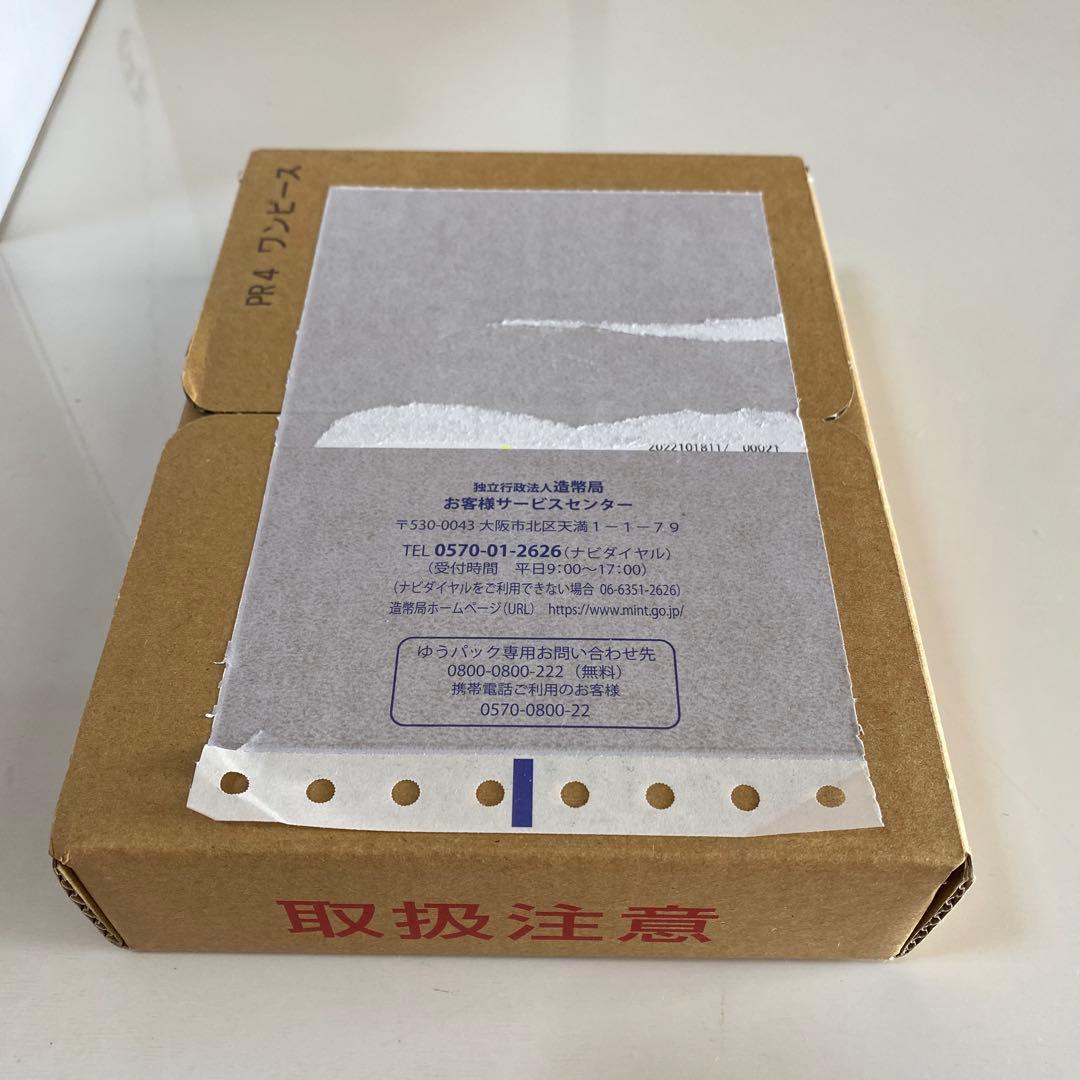 PR4 ワンピース
2022101811/ 00021
独立行政法人造幣局
お客様サービスセンター
〒530-0043 大阪市北区天満1-1-79
TEL 0570-01-2626(ナビダイヤル)
(受付時間 平日9:00〜17:00)
(ナビダイヤルをご利用できない場合 06-6351-2626)
造幣局ホームページ(URL) https://www.mint.go.jp/
ゆうパック専用お問い合わせ先
0800-0800-222(無料)
携帯電話ご利用のお客様
0570-0800-22
取扱注意